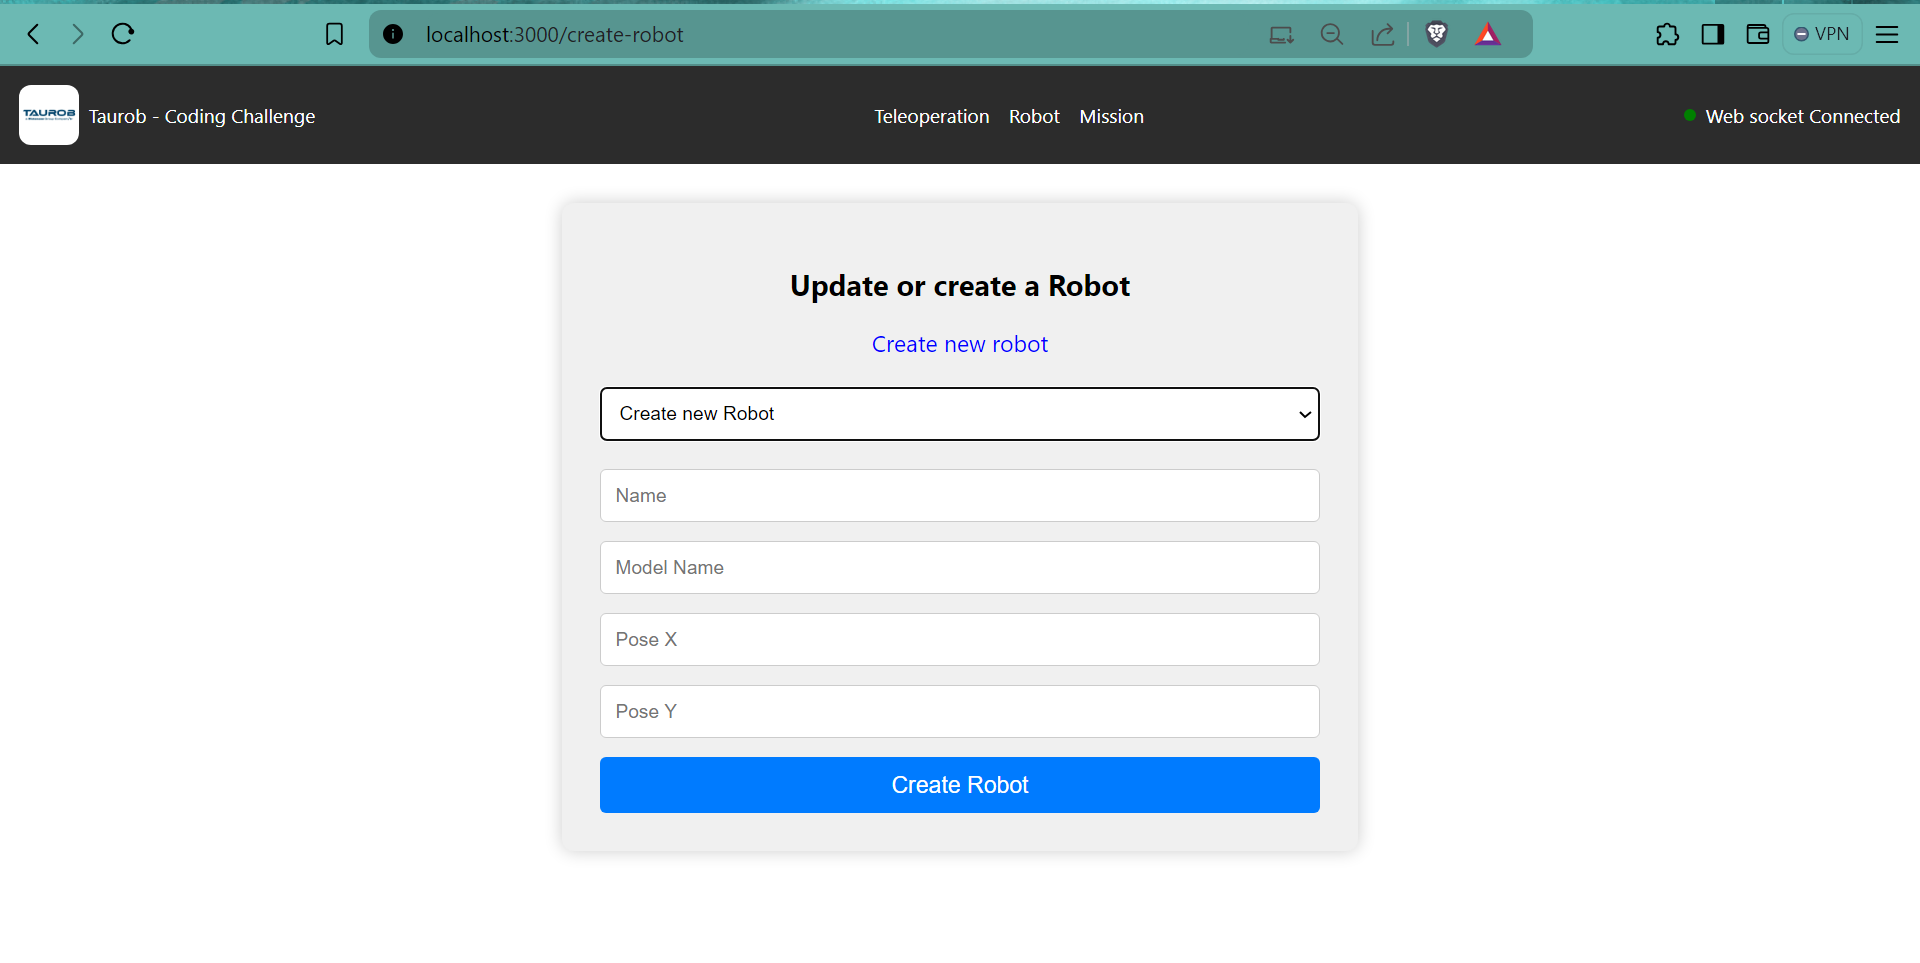 localhost:3000/create-robot
VPN
TAUROB
Taurob - Coding Challenge
Teleoperation Robot Mission
Web socket Connected
Update or create a Robot
Create new robot
Create new Robot
Name
Model Name
Pose X
Pose Y
Create Robot